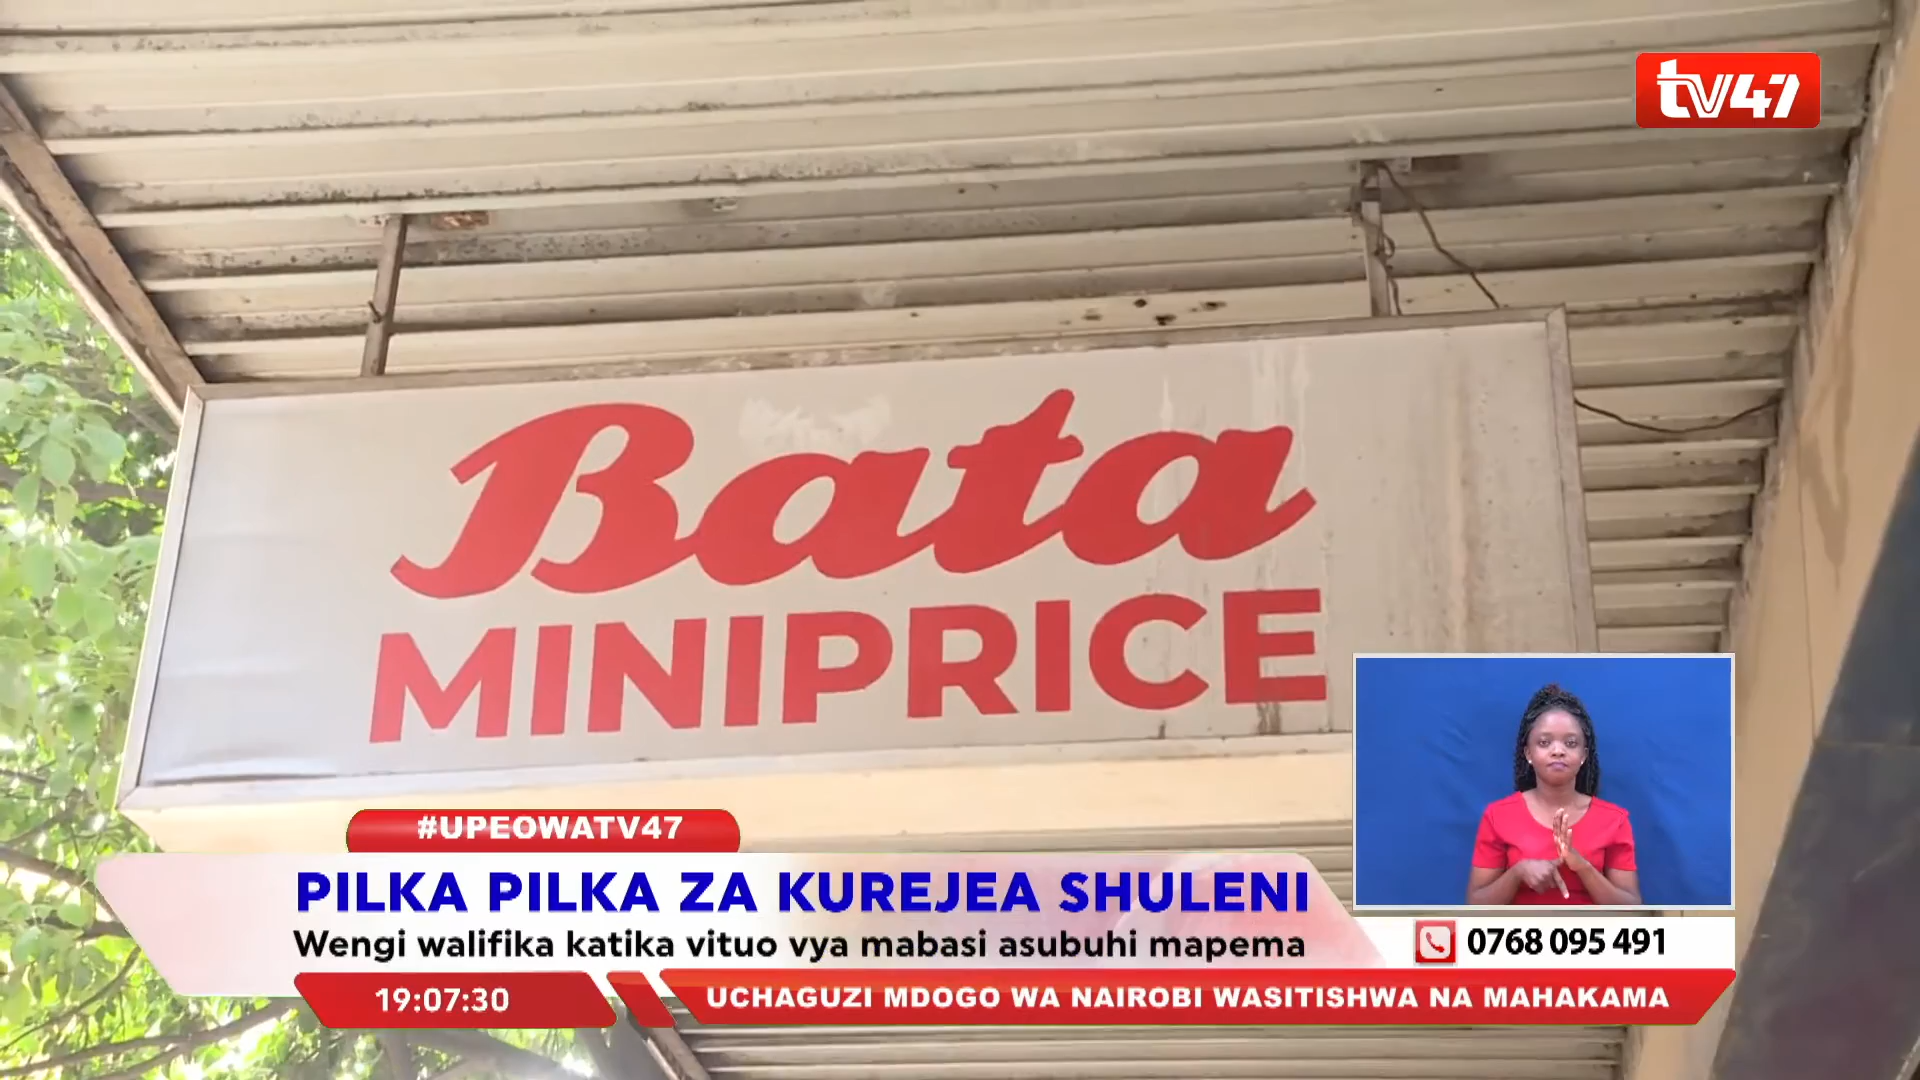 tv47
Bata
MINIPRICE
#UPEOWATV47
PILKA PILKA ZA KUREJEA SHULENI
Wengi walifika katika vituo vya mabasi asubuhi mapema
0768 095 491
19:07:30
UCHAGUZI MDOGO WA NAIROBI WASITISHWA NA MAHAKAMA